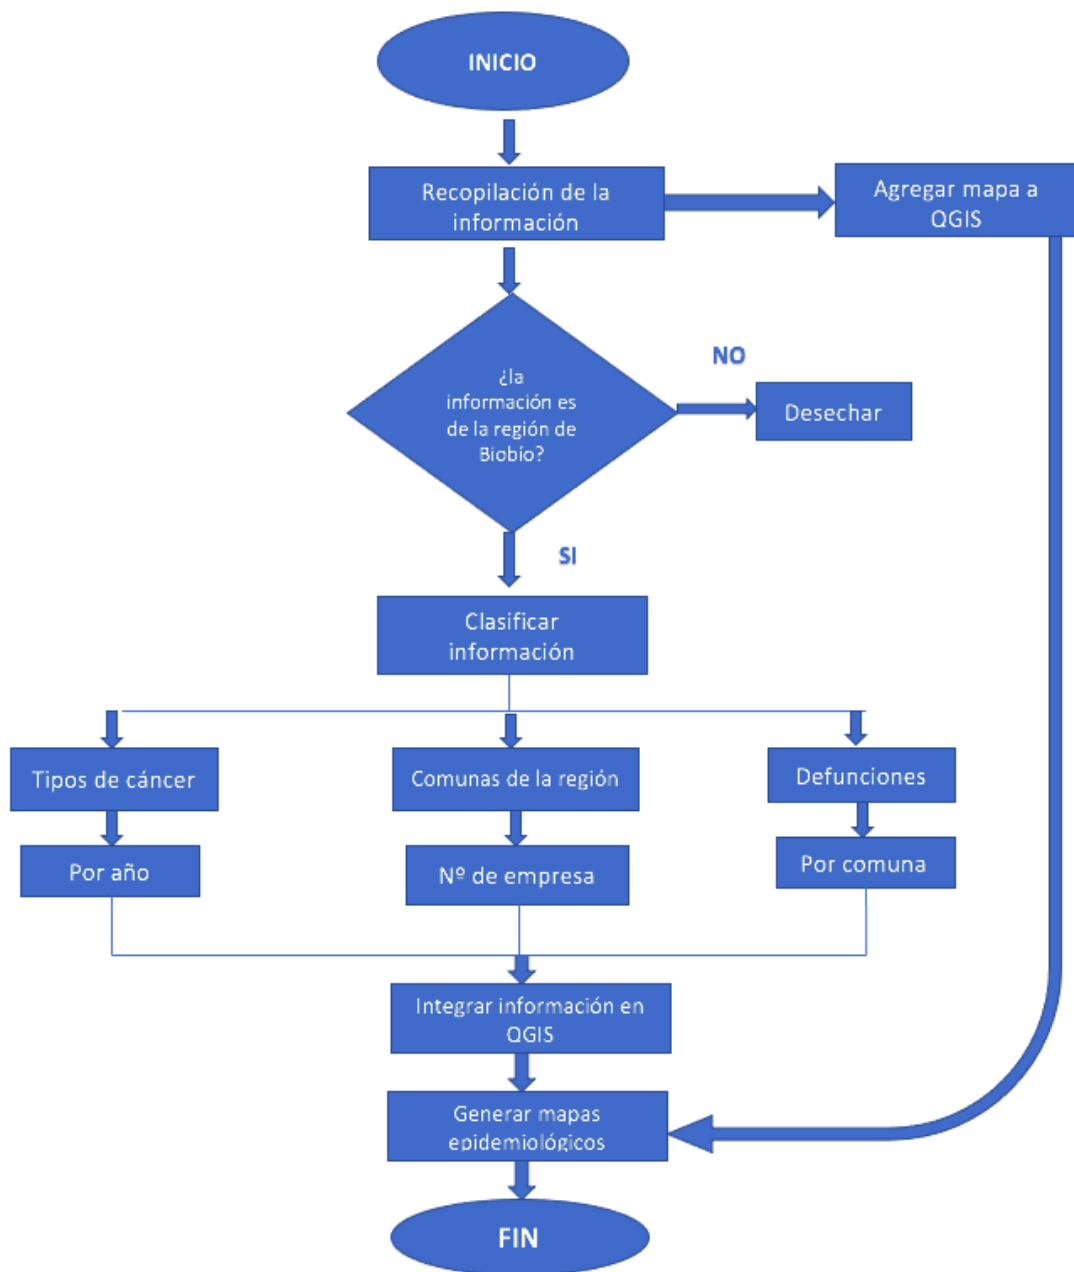 INICIO
Recopilación de la
información
Agregar mapa a
QGIS
¿la
información es
de la región de
Biobío?
NO
Desechar
SI
Clasificar
información
Tipos de cáncer
Comunas de la región
Defunciones
Por año
Nº de empresa
Por comuna
Integrar información en
QGIS
Generar mapas
epidemiológicos
FIN